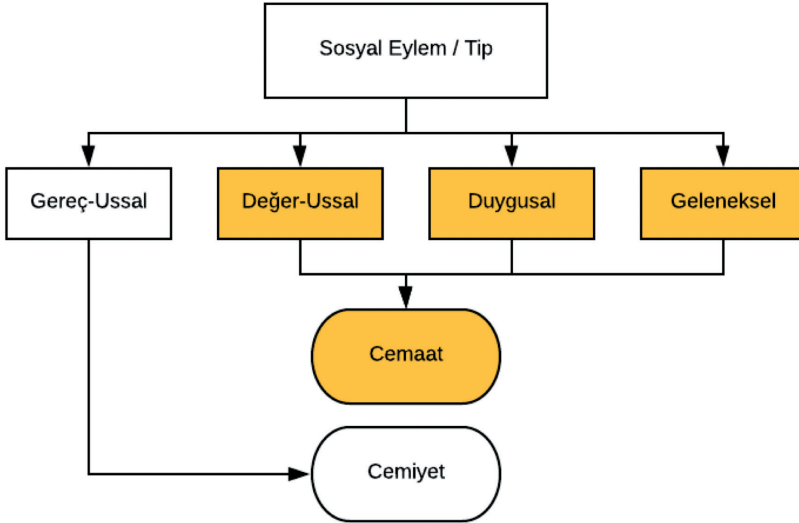 Sosyal Eylem / Tip
Gereç-Ussal
Değer-Ussal
Duygusal
Geleneksel
Cemaat
Cemiyet